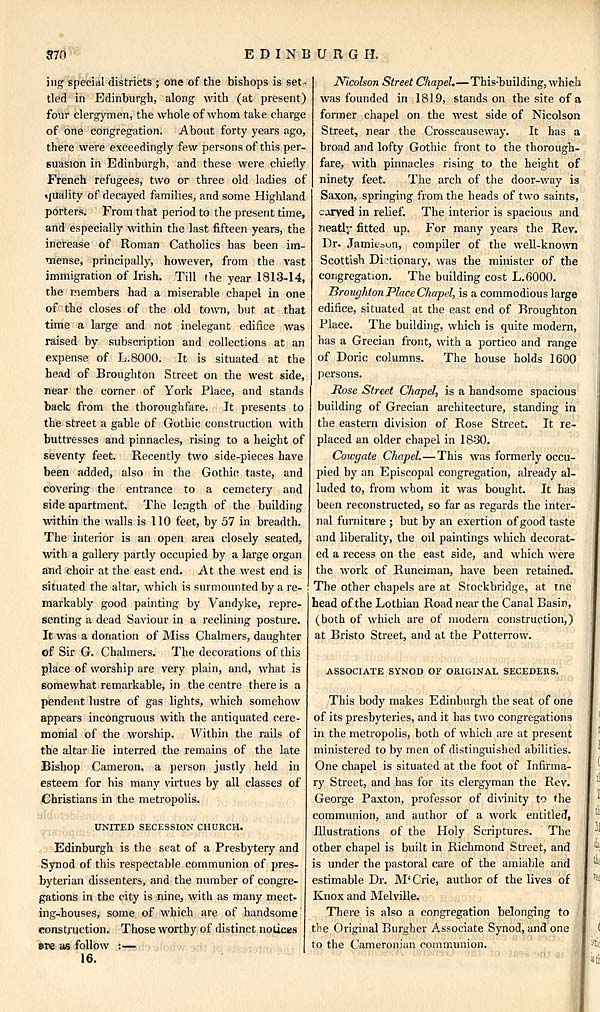 370
EDINBURGH.
ing special districts ; one of the bishops is set-
tled in Edinburgh, along with (at present)
four clergymen, the whole of whom take charge
of one congregation. About forty years ago,
there were exceedingly few persons of this per-
suasion in Edinburgh, and these were chiefly
French refugees, two or three old ladies of
quality of decayed families, and some Highland
porters. From that period to the present time,
and especially within the last fifteen years, the
increase of Roman Catholics has been im-
mense, principally, however, from the vast
immigration of Irish. Till the year 1813-14,
the members had a miserable chapel in one
of the closes of the old town, but at that
time a large and not inelegant edifice was
raised by subscription and collections at an
expense of L.8000. It is situated at the
head of Broughton Street on the west side,
near the corner of York Place, and stands
back from the thoroughfare. It presents to
the street a gable of Gothic construction with
buttresses and pinnacles, rising to a height of
seventy feet. Recently two side-pieces have
been added, also in the Gothic taste, and
covering the entrance to a cemetery and
side apartment. The length of the building
within the walls is 110 feet, by 57 in breadth.
The interior is an open area closely seated,
with a gallery partly occupied by a large organ
and choir at the east end. At the west end is
situated the altar, which is surmounted by a re-
markably good painting by Vandyke, repre-
senting a dead Saviour in a reclining posture.
It was a donation of Miss Chalmers, daughter
of Sir G. Chalmers. The decorations of this
place of worship are very plain, and, what is
somewhat remarkable, in the centre there is a
pendent lustre of gas lights, which somehow
appears incongruous with the antiquated cere-
monial of the worship. Within the rails of
the altar lie interred the remains of the late
Bishop Cameron, a person justly held in
esteem for his many virtues by all classes of
Christians in the metropolis.
UNITED SECESSION CHURCH.
Edinburgh is the seat of a Presbytery and
Synod of this respectable communion of pres-
byterian dissenters, and the number of congre-
gations in the city is nine, with as many meet-
ing-houses, some of which are of handsome
construction. Those worthy of distinct notices
are as follow :—
16.
Nicolson Street Chapel.—This building, which
was founded in 1819, stands on the site of a
former chapel on the west side of Nicolson
Street, near the Crosscauseway. It has a
broad and lofty Gothic front to the thorough-
fare, with pinnacles rising to the height of
ninety feet. The arch of the door-way is
Saxon, springing from the heads of two saints,
carved in relief. The interior is spacious and
neatly fitted up. For many years the Rev.
Dr. Jamieson, compiler of the well-known
Scottish Dictionary, was the minister of the
congregation. The building cost L.6000.
Broughton Place Chapel, is a commodious large
edifice, situated at the east end of Broughton
Place. The building, which is quite modern,
has a Grecian front, with a portico and range
of Doric columns. The house holds 1600
persons.
Rose Street Chapel, is a handsome spacious
building of Grecian architecture, standing in
the eastern division of Rose Street. It re-
placed an older chapel in 1830.
Cowgate Chapel.—This was formerly occu-
pied by an Episcopal congregation, already al-
luded to, from whom it was bought. It has
been reconstructed, so far as regards the inter-
nal furniture ; but by an exertion of good taste
and liberality, the oil paintings which decorat-
ed a recess on the east side, and which were
the work of Runciman, have been retained.
The other chapels are at Stockbridge, at the
head of the Lothian Road near the Canal Basin,
(both of which are of modern construction,)
at Bristo Street, and at the Potterrow.
ASSOCIATE SYNOD OF ORIGINAL SECEDERS.
This body makes Edinburgh the seat of one
of its presbyteries, and it has two congregations
in the metropolis, both of which are at present
ministered to by men of distinguished abilities.
One chapel is situated at the foot of Infirma-
ry Street, and has for its clergyman the Rev.
George Paxton, professor of divinity to the
communion, and author of a work entitled,
Illustrations of the Holy Scriptures. The
other chapel is built in Richmond Street, and
is under the pastoral care of the amiable and
estimable Dr. M'Crie, author of the lives of
Knox and Melville.
There is also a congregation belonging to
the Original Burgher Associate Synod, and one
to the Cameronian communion.